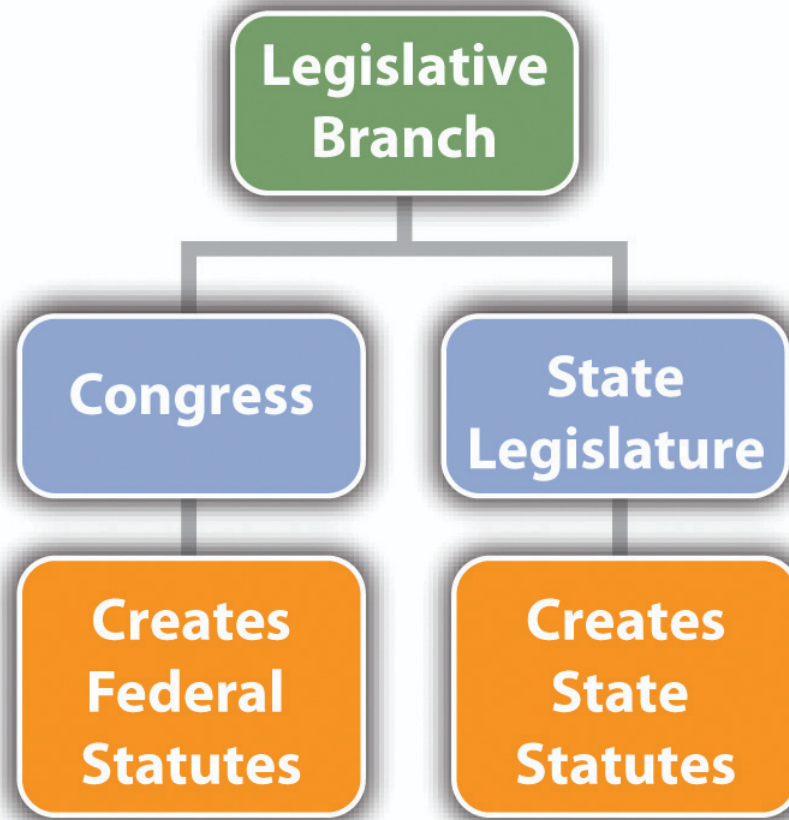 Legislative
Branch
Congress
State
Legislature
Creates
Federal
Statutes
Creates
State
Statutes